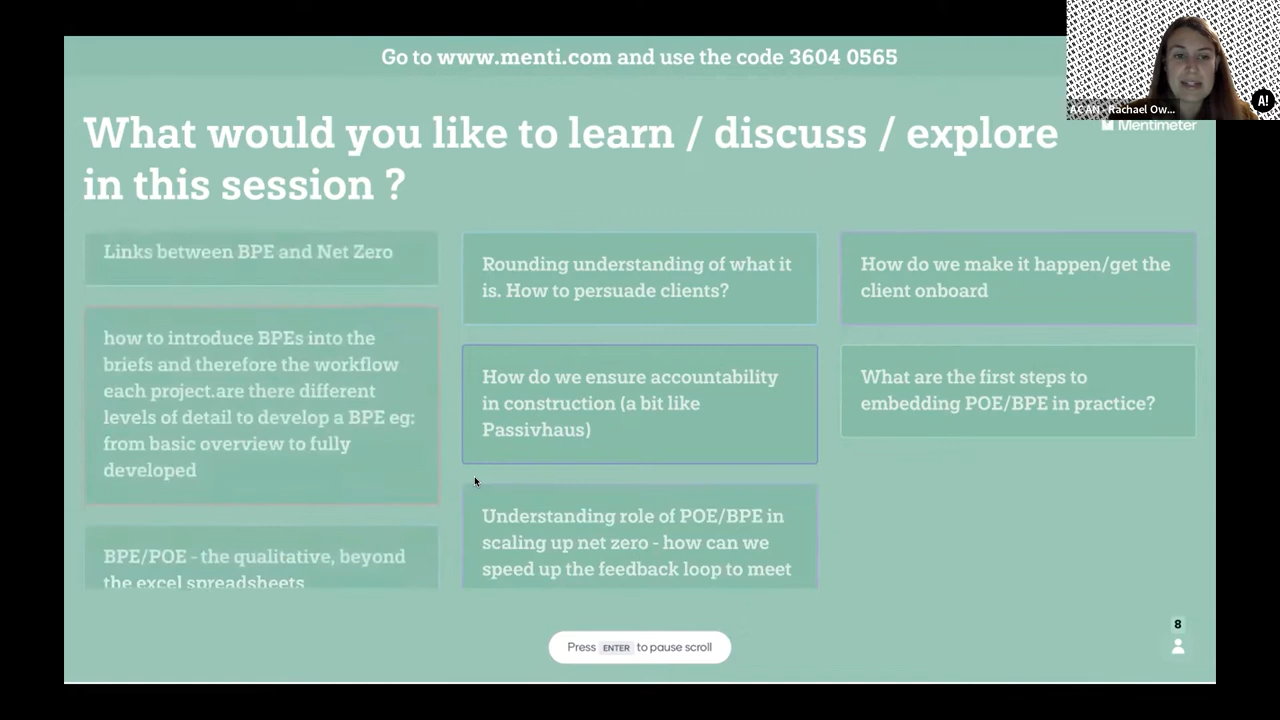 Go to www.menti.com and use the code 3604 0565
ACAN - Rachael Ow...
A!
Mentimeter
What would you like to learn / discuss / explore
in this session ?
Links between BPE and Net Zero
how to introduce BPEs into the
briefs and therefore the workflow
each project.are there different
levels of detail to develop a BPE eg:
from basic overview to fully
developed
BPE/POE - the qualitative, beyond
the excel spreadsheets
Rounding understanding of what it
is. How to persuade clients?
How do we ensure accountability
in construction (a bit like
Passivhaus)
Understanding role of POE/BPE in
scaling up net zero - how can we
speed up the feedback loop to meet
How do we make it happen/get the
client onboard
What are the first steps to
embedding POE/BPE in practice?
Press ENTER to pause scroll
8